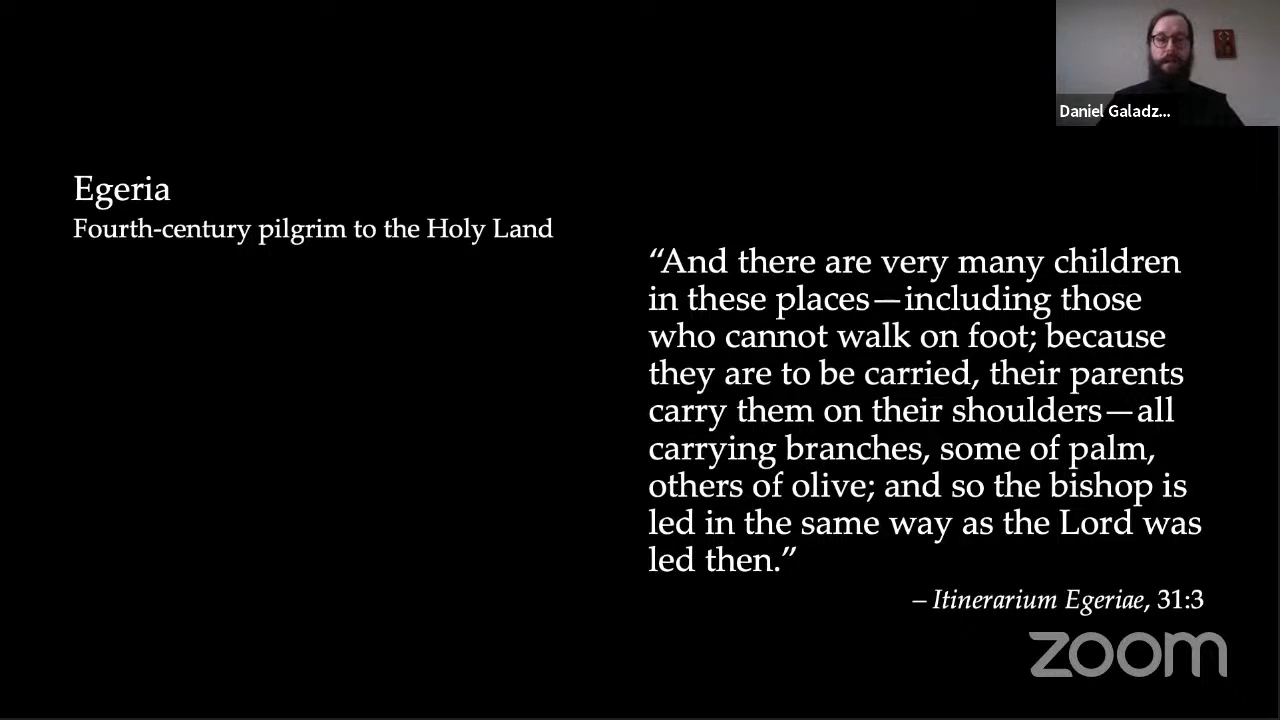 Daniel Galadz...
Egeria
Fourth-century pilgrim to the Holy Land
“And there are very many children
in these places—including those
who cannot walk on foot; because
they are to be carried, their parents
carry them on their shoulders—all
carrying branches, some of palm,
others of olive; and so the bishop is
led in the same way as the Lord was
led then.”
– Itinerarium Egeriae, 31:3
zoom